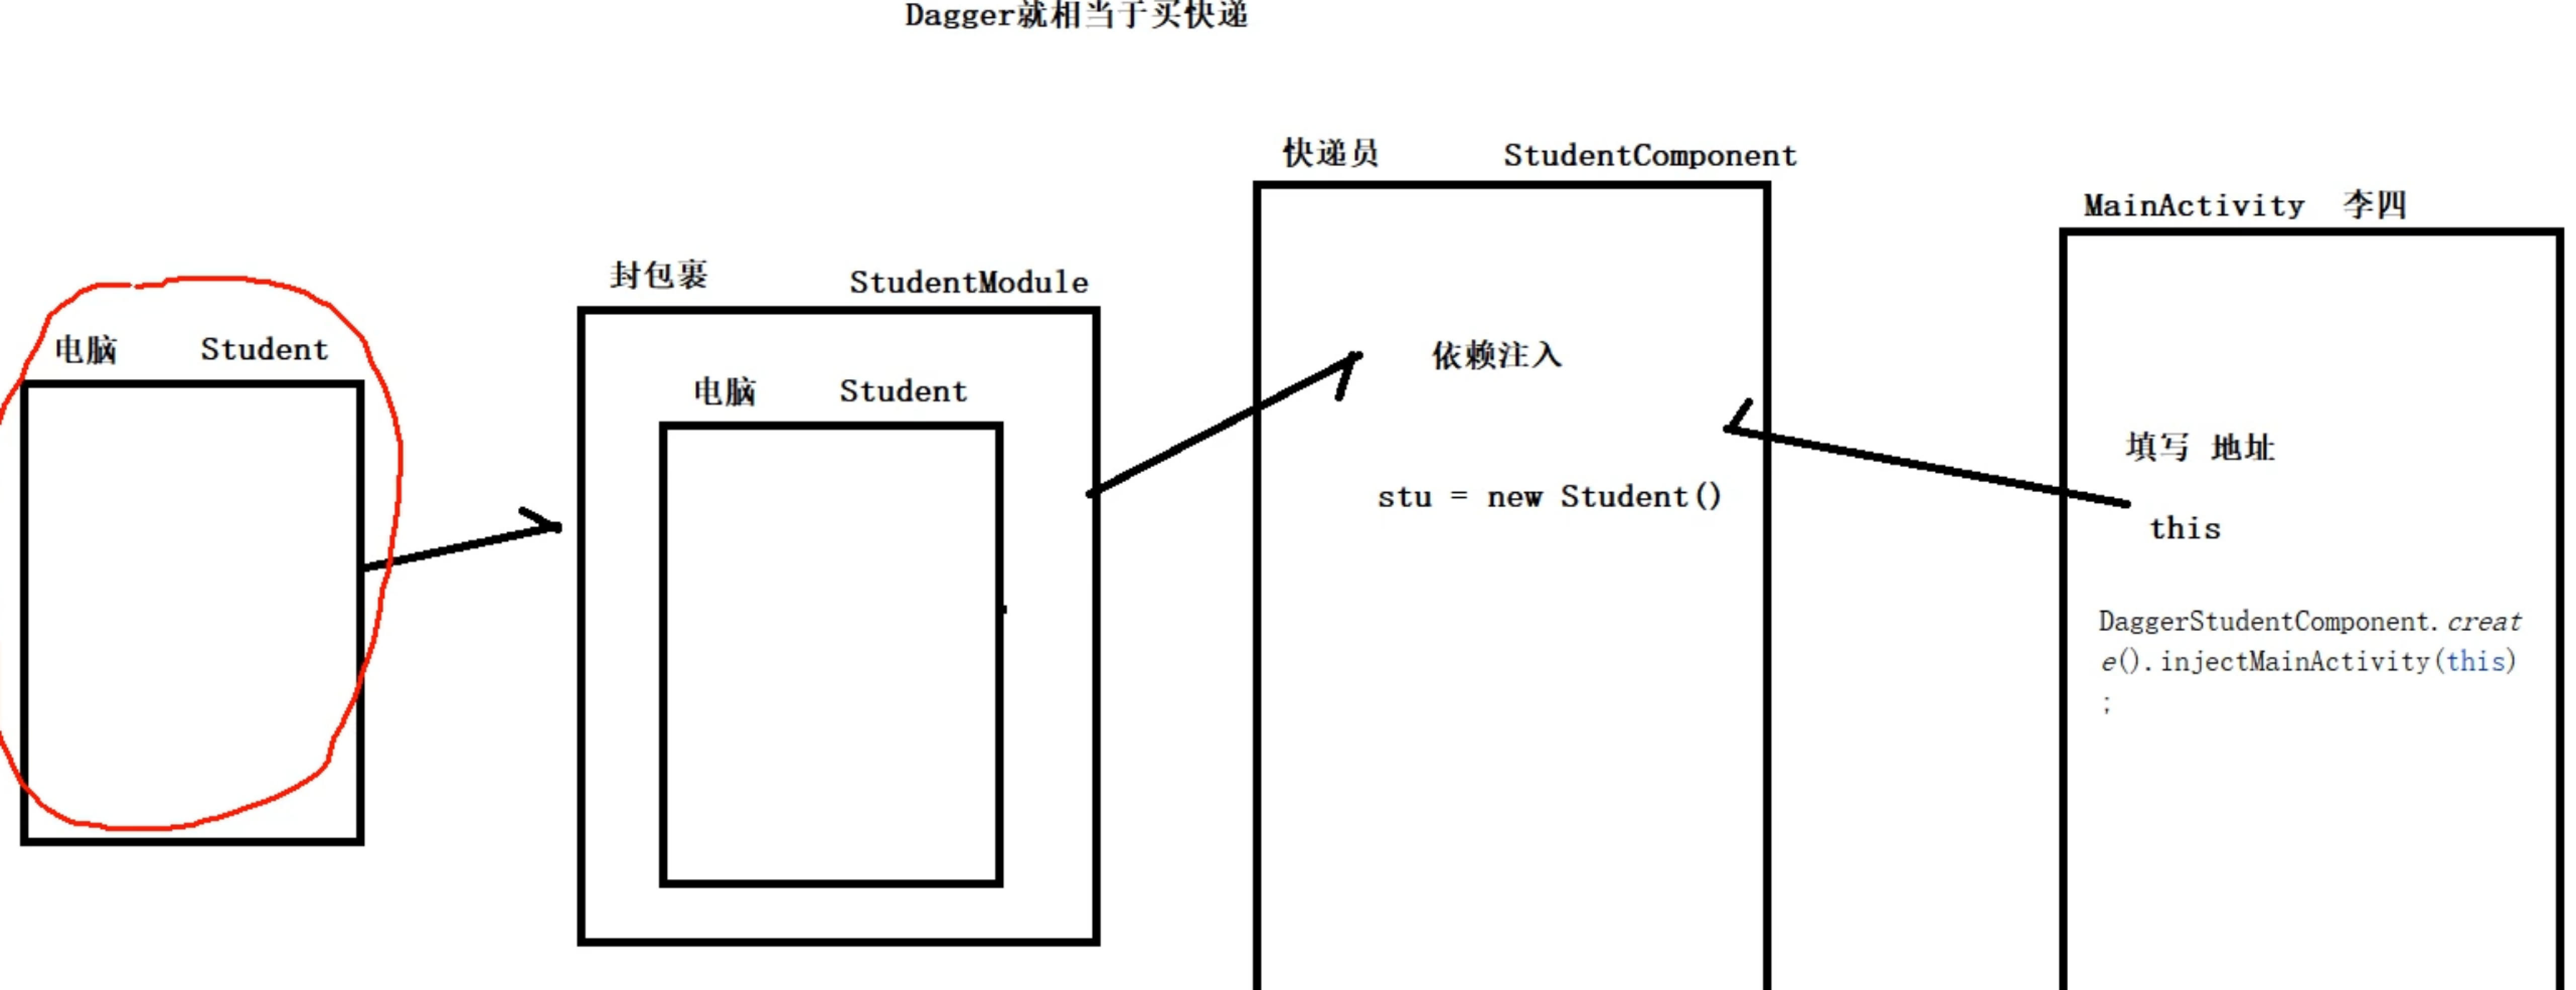 Dagger就相当于买快递
电脑 Student
封包裹 StudentModule
电脑 Student
快递员 StudentComponent
依赖注入
stu = new Student()
MainActivity 李四
填写 地址
this
DaggerStudentComponent.creat
e().injectMainActivity(this)
;